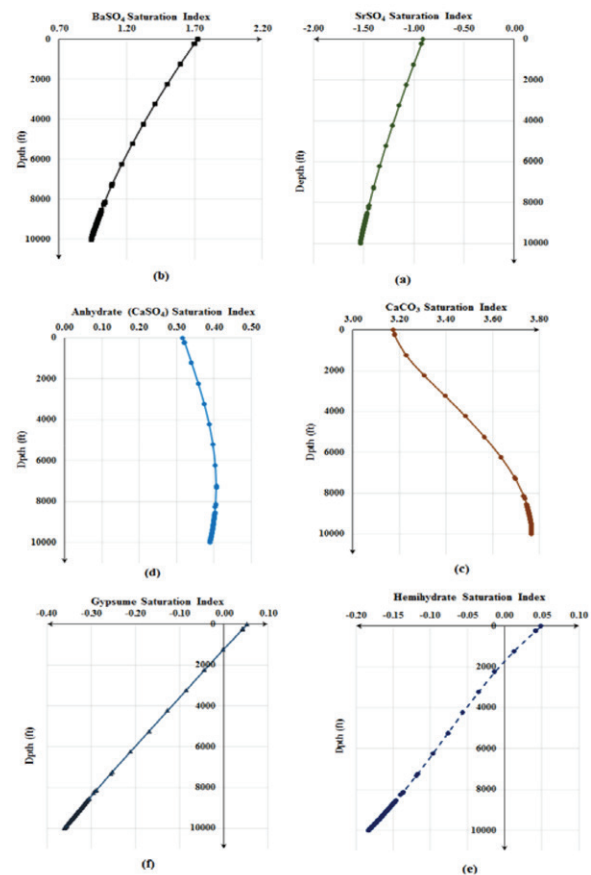 BaSO₄ Saturation Index
0.70 1.20 1.70 2.20
0
2000
4000
6000
8000
10000
Dpth (ft)
(b)
SrSO₄ Saturation Index
-2.00 -1.50 -1.00 -0.50 0.00
0
2000
4000
6000
8000
10000
Depth (ft)
(a)
Anhydrate (CaSO₄) Saturation Index
0.00 0.10 0.20 0.30 0.40 0.50
0
2000
4000
6000
8000
10000
Dpth (ft)
(d)
CaCO₃ Saturation Index
3.00 3.20 3.40 3.60 3.80
0
2000
4000
6000
8000
10000
Dpth (ft)
(c)
Gypsume Saturation Index
-0.40 -0.30 -0.20 -0.10 0.00 0.10
0
2000
4000
6000
8000
10000
Dpth (ft)
(f)
Hemihydrate Saturation Index
-0.20 -0.15 -0.10 -0.05 0.00 0.05 0.10
0
2000
4000
6000
8000
10000
Dpth (ft)
(e)